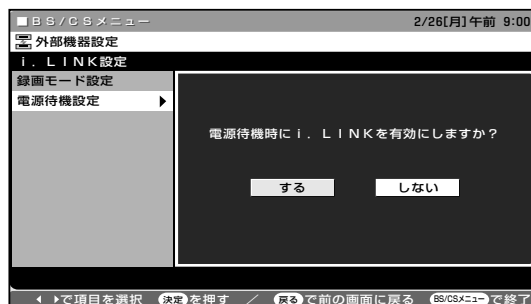 ■BS/CSメニュー 2/26[月]午前 9:00
外部機器設定
i.LINK設定
録画モード設定
電源待機設定 ▶
電源待機時にi.LINKを有効にしますか?
する しない
◀ ▶で項目を選択 決定を押す / 戻るで前の画面に戻る BS/CSメニューで終了